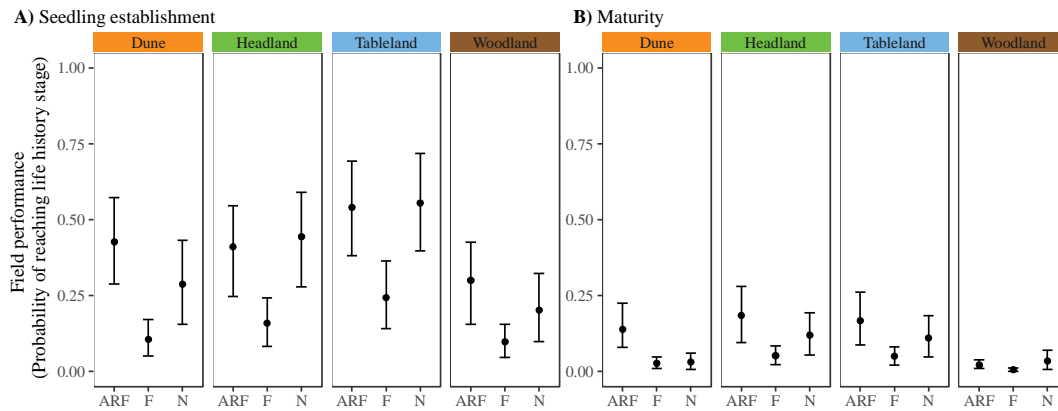 A) Seedling establishment
B) Maturity
Dune Headland Tableland Woodland
Dune Headland Tableland Woodland
Field performance
(Probability of reaching life history stage)
1.00
0.75
0.50
0.25
0.00
1.00
0.75
0.50
0.25
0.00
ARF F N ARF F N ARF F N ARF F N
ARF F N ARF F N ARF F N ARF F N